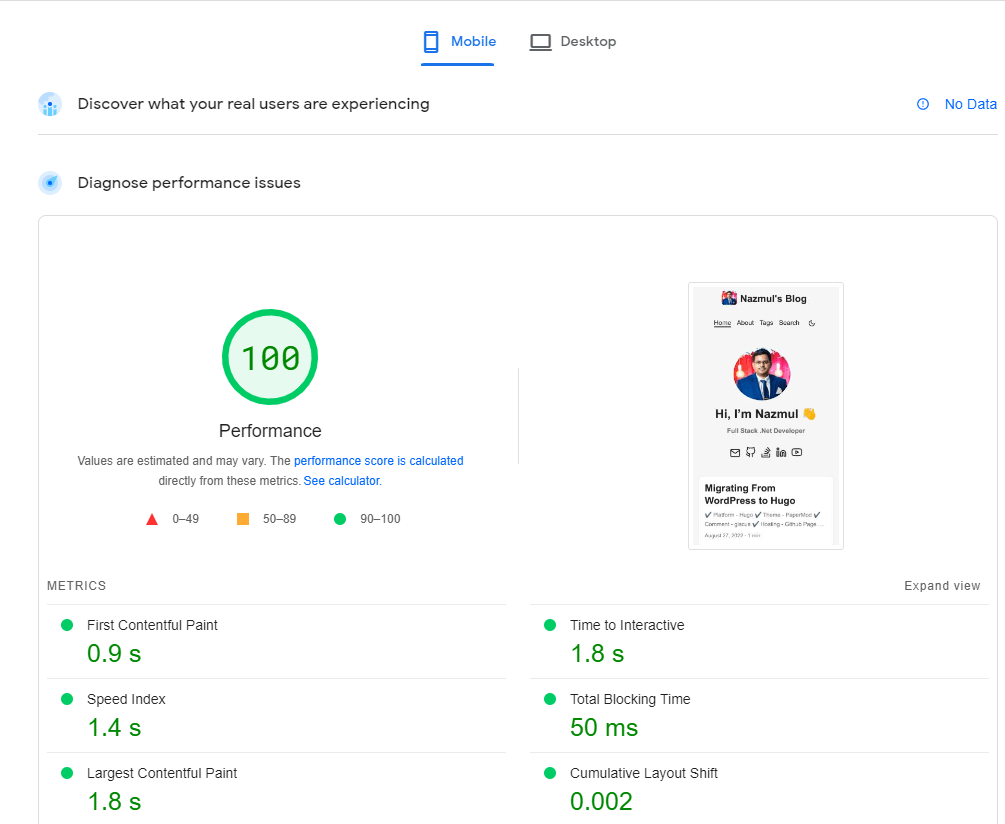 Mobile
Desktop
Discover what your real users are experiencing
No Data
Diagnose performance issues
100
Performance
Values are estimated and may vary. The performance score is calculated
directly from these metrics. See calculator.
0–49
50–89
90–100
Nazmul's Blog
Home About Tags Search
Hi, I'm Nazmul 👋
Full Stack .Net Developer
Migrating From
WordPress to Hugo
✔ Platform - Hugo ✔ Theme - PaperMod ✔
Comment - giscus ✔ Hosting - Github Page ...
August 27, 2022 · 1 min
METRICS
Expand view
First Contentful Paint
0.9 s
Time to Interactive
1.8 s
Speed Index
1.4 s
Total Blocking Time
50 ms
Largest Contentful Paint
1.8 s
Cumulative Layout Shift
0.002